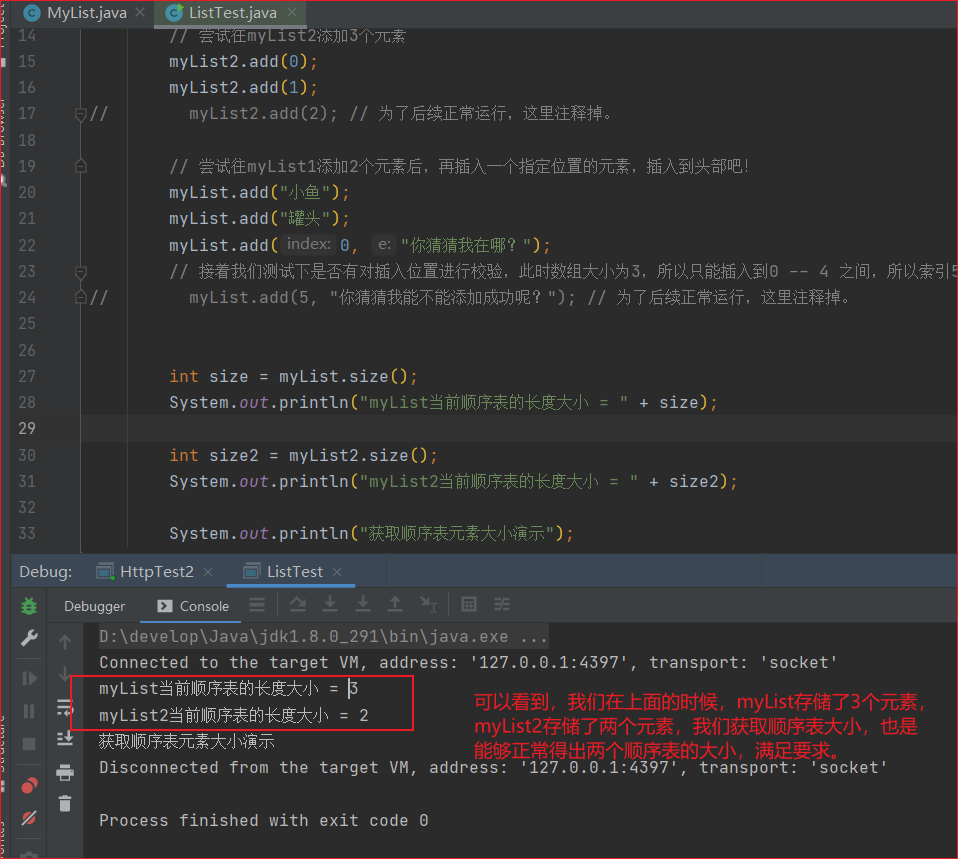 MyList.java ListTest.java
14 // 尝试往myList2添加3个元素
15 myList2.add(0);
16 myList2.add(1);
17 // myList2.add(2); // 为了后续正常运行，这里注释掉。
18
19 // 尝试往myList1添加2个元素后，再插入一个指定位置的元素，插入到头部吧！
20 myList.add("小鱼");
21 myList.add("罐头");
22 myList.add( index: 0, e: "你猜猜我在哪？");
23 // 接着我们测试下是否有对插入位置进行校验，此时数组大小为3，所以只能插入到0 -- 4 之间，所以索引5
24 // myList.add(5, "你猜猜我能不能添加成功呢？"); // 为了后续正常运行，这里注释掉。
25
26
27 int size = myList.size();
28 System.out.println("myList当前顺序表的长度大小 = " + size);
29
30 int size2 = myList2.size();
31 System.out.println("myList2当前顺序表的长度大小 = " + size2);
32
33 System.out.println("获取顺序表元素大小演示");
Debug: HttpTest2 ListTest
Debugger Console
D:\develop\Java\jdk1.8.0_291\bin\java.exe ...
Connected to the target VM, address: '127.0.0.1:4397', transport: 'socket'
myList当前顺序表的长度大小 = 3
myList2当前顺序表的长度大小 = 2
获取顺序表元素大小演示
Disconnected from the target VM, address: '127.0.0.1:4397', transport: 'socket'
Process finished with exit code 0
可以看到，我们在上面的时候，myList存储了3个元素，
myList2存储了两个元素，我们获取顺序表大小，也是
能够正常得出两个顺序表的大小，满足要求。